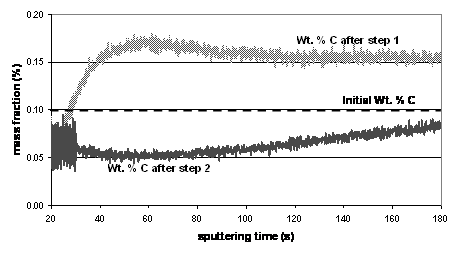 0.20
Wt. % C after step 1
0.15
Initial Wt. % C
0.10
0.05
Wt. % C after step 2
0.00
20 40 60 80 100 120 140 160 180
mass fraction (%)
sputtering time (s)